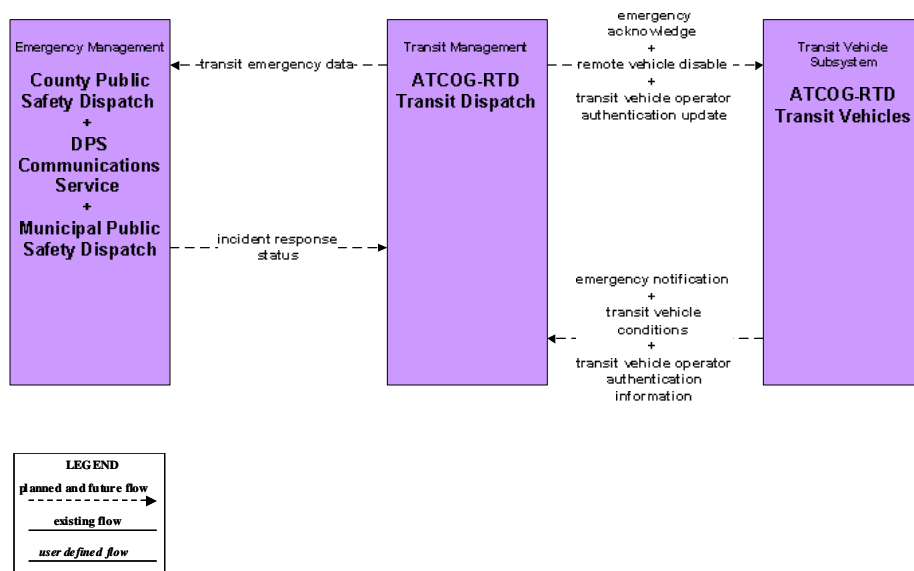 Emergency Management
County Public
Safety Dispatch
+
DPS
Communications
Service
+
Municipal Public
Safety Dispatch
transit emergency data
incident response
status
Transit Management
ATCOG-RTD
Transit Dispatch
emergency
acknowledge
+
remote vehicle disable
+
transit vehicle operator
authentication update
emergency notification
+
transit vehicle
conditions
+
transit vehicle operator
authentication
information
Transit Vehicle
Subsystem
ATCOG-RTD
Transit Vehicles
LEGEND
planned and future flow
existing flow
user defined flow